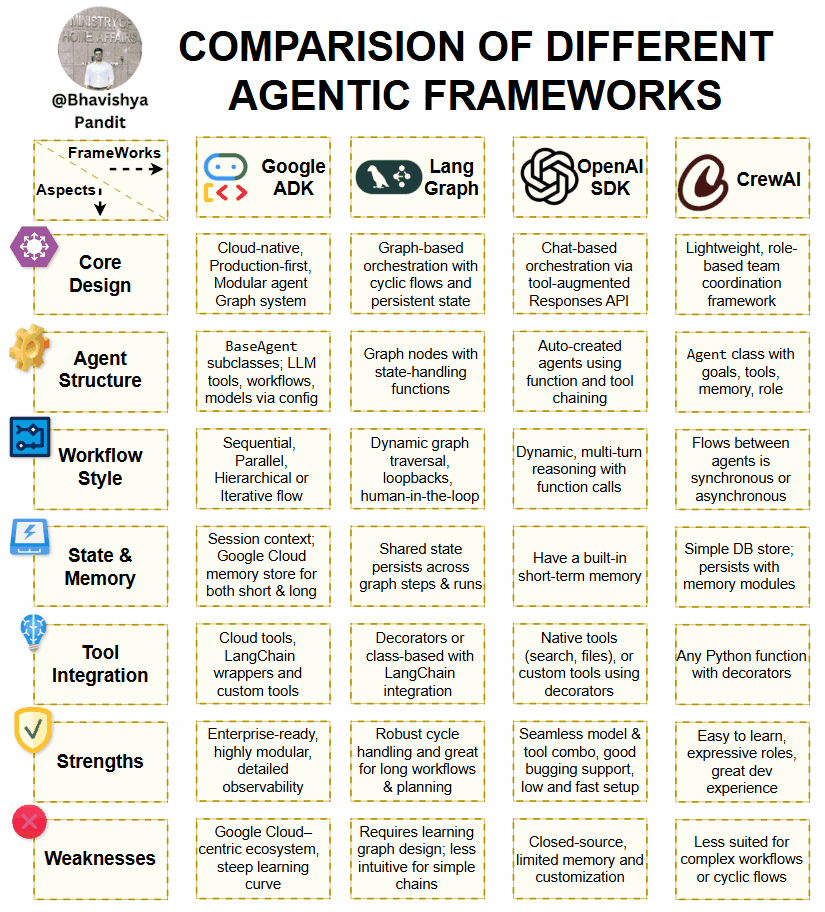 MINISTRY OF
HOME AFFAIRS
@Bhavishya
Pandit
COMPARISION OF DIFFERENT
AGENTIC FRAMEWORKS
FrameWorks
Aspects
Google
ADK
Lang
Graph
OpenAI
SDK
CrewAI
Core
Design
Cloud-native,
Production-first,
Modular agent
Graph system
Graph-based
orchestration with
cyclic flows and
persistent state
Chat-based
orchestration via
tool-augmented
Responses API
Lightweight, role-
based team
coordination
framework
Agent
Structure
BaseAgent
subclasses; LLM
tools, workflows,
models via config
Graph nodes with
state-handling
functions
Auto-created
agents using
function and tool
chaining
Agent class with
goals, tools,
memory, role
Workflow
Style
Sequential,
Parallel,
Hierarchical or
Iterative flow
Dynamic graph
traversal,
loopbacks,
human-in-the-loop
Dynamic, multi-turn
reasoning with
function calls
Flows between
agents is
synchronous or
asynchronous
State &
Memory
Session context;
Google Cloud
memory store for
both short & long
Shared state
persists across
graph steps & runs
Have a built-in
short-term memory
Simple DB store;
persists with
memory modules
Tool
Integration
Cloud tools,
LangChain
wrappers and
custom tools
Decorators or
class-based with
LangChain
integration
Native tools
(search, files), or
custom tools using
decorators
Any Python function
with decorators
Strengths
Enterprise-ready,
highly modular,
detailed
observability
Robust cycle
handling and great
for long workflows
& planning
Seamless model &
tool combo, good
bugging support,
low and fast setup
Easy to learn,
expressive roles,
great dev
experience
Weaknesses
Google Cloud–
centric ecosystem,
steep learning
curve
Requires learning
graph design; less
intuitive for simple
chains
Closed-source,
limited memory and
customization
Less suited for
complex workflows
or cyclic flows